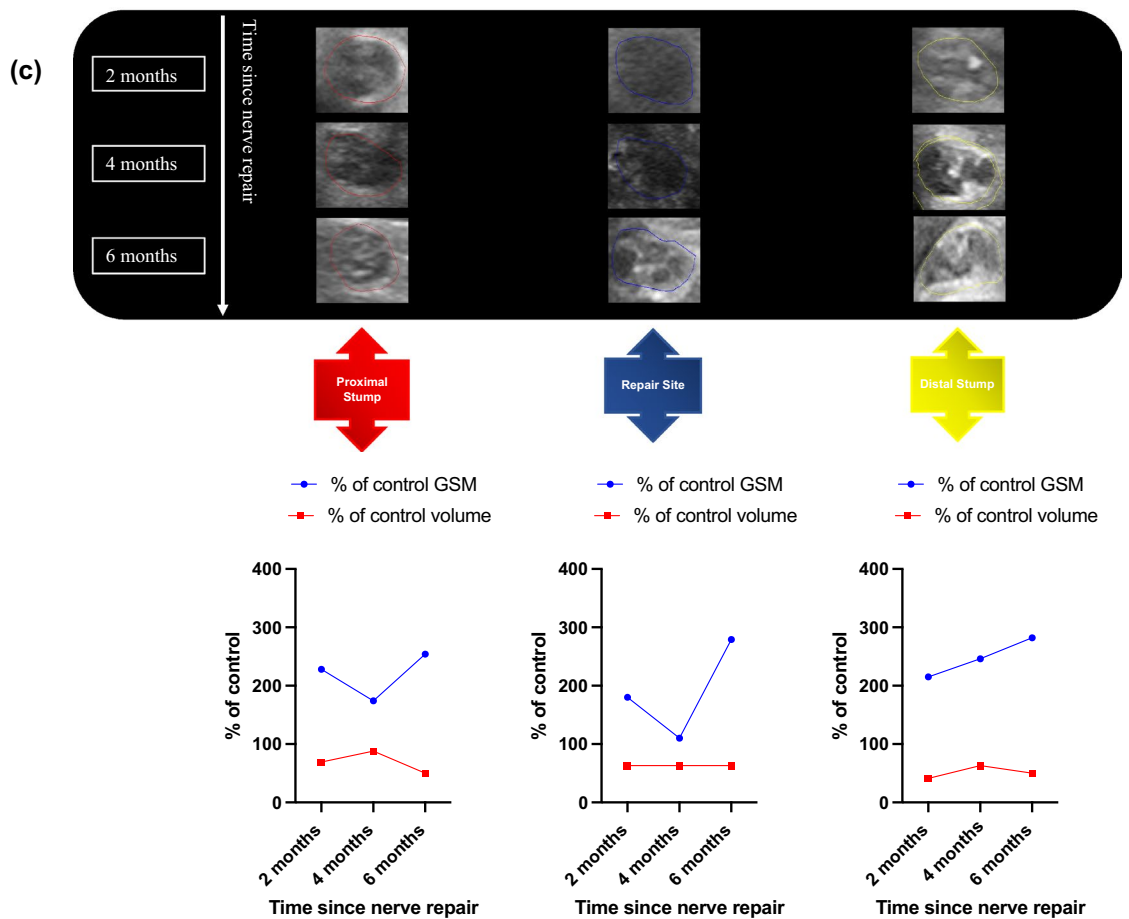 (c)
Time since nerve repair
2 months
4 months
6 months
Proximal
Stump
Repair Site
Distal Stump
% of control GSM
% of control volume
% of control GSM
% of control volume
% of control GSM
% of control volume
% of control
400
300
200
100
0
2 months
4 months
6 months
Time since nerve repair
% of control
400
300
200
100
0
2 months
4 months
6 months
Time since nerve repair
% of control
400
300
200
100
0
2 months
4 months
6 months
Time since nerve repair